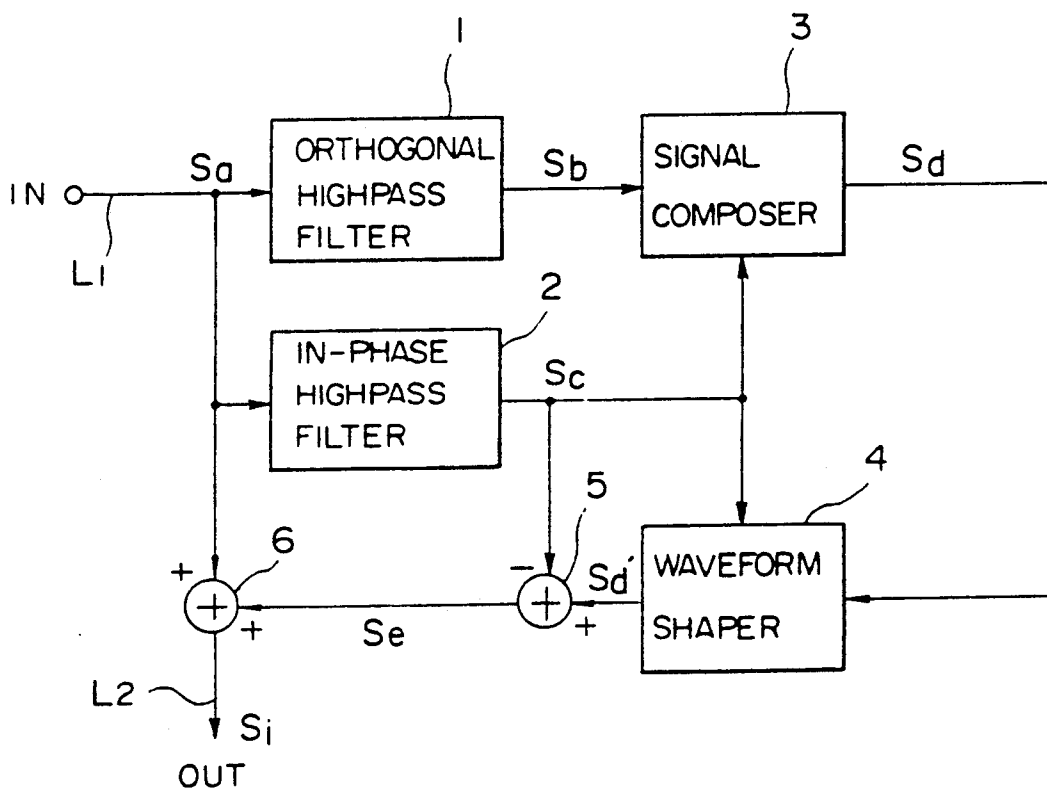 1
3
ORTHOGONAL
HIGHPASS
FILTER
SIGNAL
COMPOSER
IN
Sa
Sb
Sd
L1
2
IN-PHASE
HIGHPASS
FILTER
Sc
4
5
6
+
+
+
-
+
+
Sd'
WAVEFORM
SHAPER
Se
L2
Si
OUT